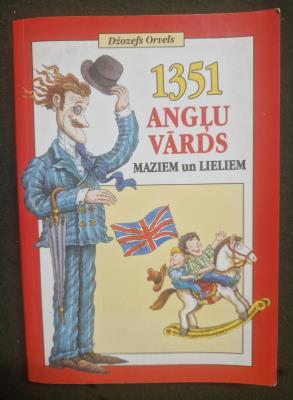 Džozefs Orvels
1351
ANGĻU
VĀRDS
MAZIEM un LIELIEM